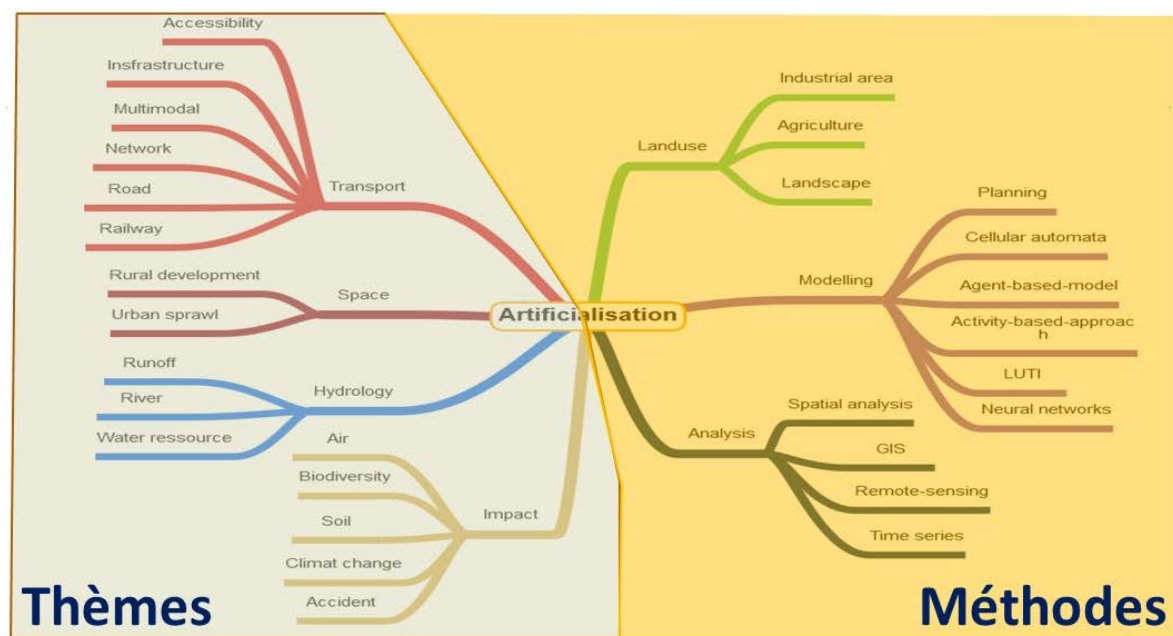 Accessibility
Insfrastructure
Multimodal
Network
Road
Railway
Transport
Rural development
Urban sprawl
Space
Runoff
River
Water ressource
Hydrology
Air
Biodiversity
Soil
Climat change
Accident
Impact
Thèmes
Artificialisation
Landuse
Industrial area
Agriculture
Landscape
Modelling
Planning
Cellular automata
Agent-based-model
Activity-based-approac
h
LUTI
Neural networks
Analysis
Spatial analysis
GIS
Remote-sensing
Time series
Méthodes